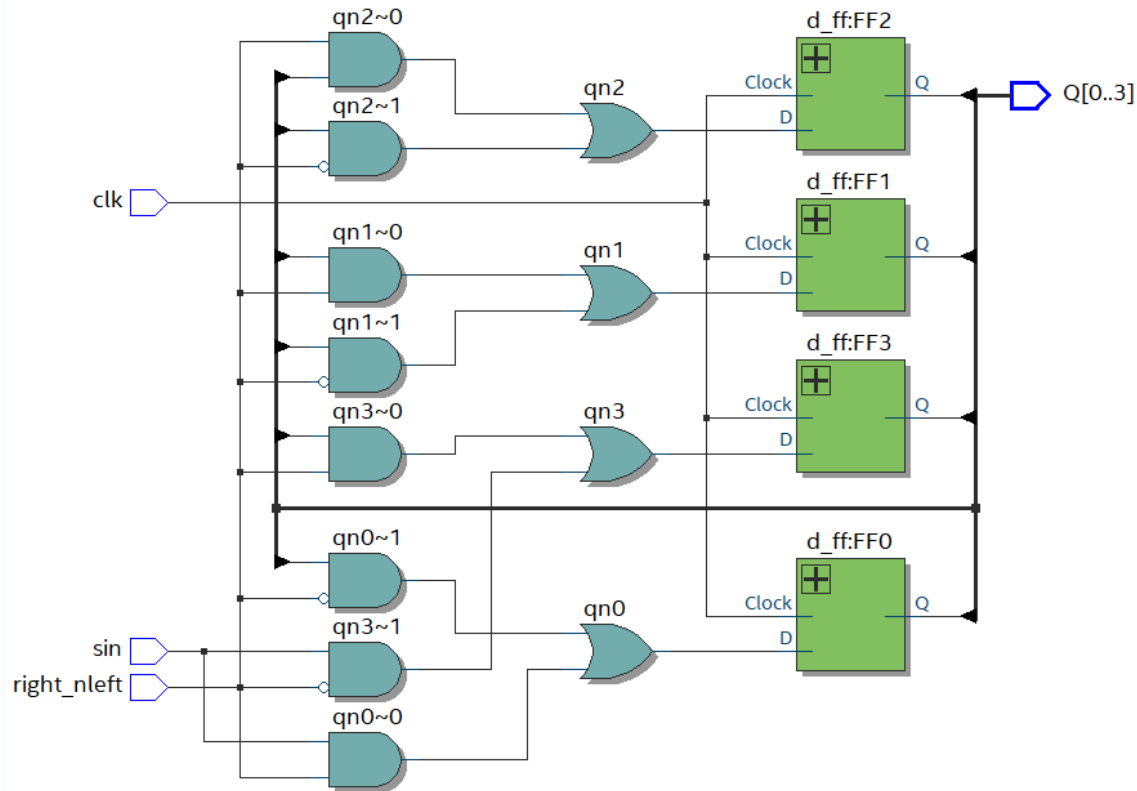 qn2~0
d_ff:FF2
Clock
Q
D
Q[0..3]
qn2~1
qn2
clk
d_ff:FF1
Clock
Q
D
qn1~0
qn1
qn1~1
d_ff:FF3
Clock
Q
D
qn3~0
qn3
qn0~1
d_ff:FF0
Clock
Q
D
qn0
sin
qn3~1
right_nleft
qn0~0